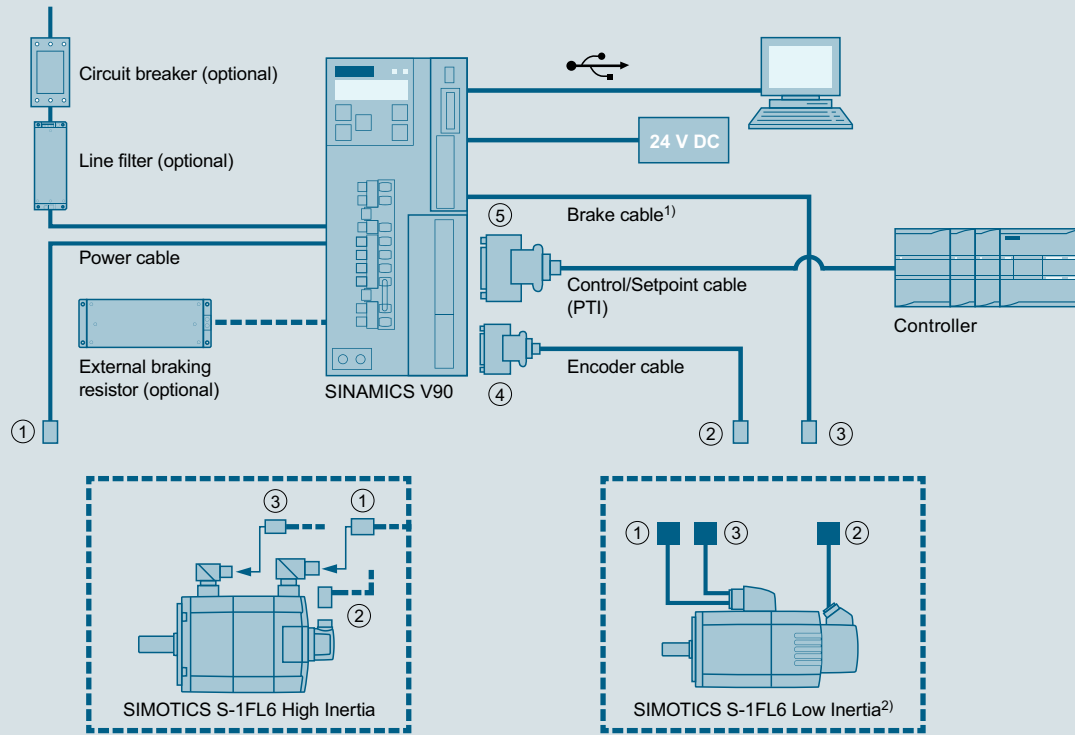 Circuit breaker (optional)
Line filter (optional)
24 V DC
Brake cable1)
⑤
Power cable
Control/Setpoint cable
(PTI)
Controller
External braking
resistor (optional)
SINAMICS V90
Encoder cable
④
①
②
③
③
①
②
SIMOTICS S-1FL6 High Inertia
①
③
②
SIMOTICS S-1FL6 Low Inertia2)